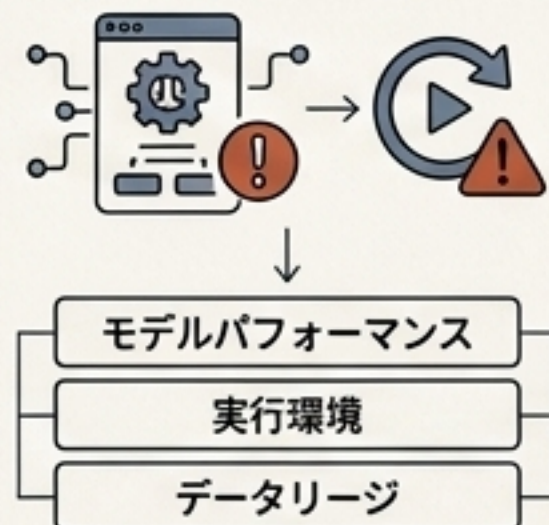 モデルパフォーマンス
実行環境
データリージ